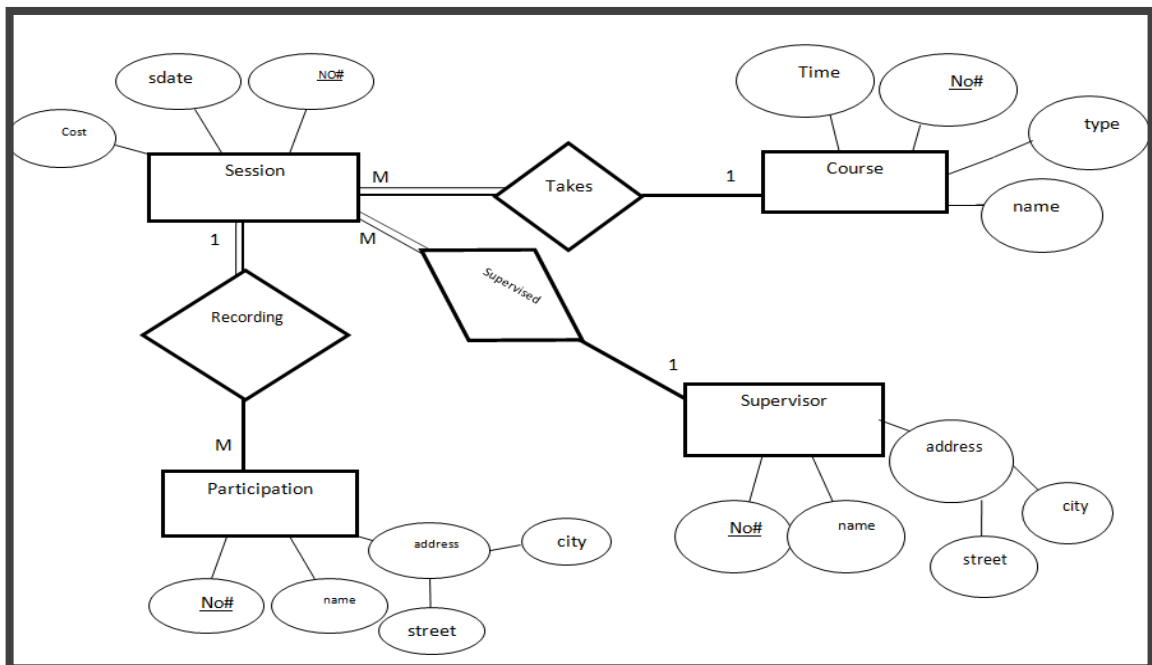 sdate
NO#
Time
No#
Cost
type
Session
M
Takes
1
Course
name
1
M
Supervised
Recording
1
Supervisor
M
address
Participation
No#
name
city
address
city
street
No#
name
street